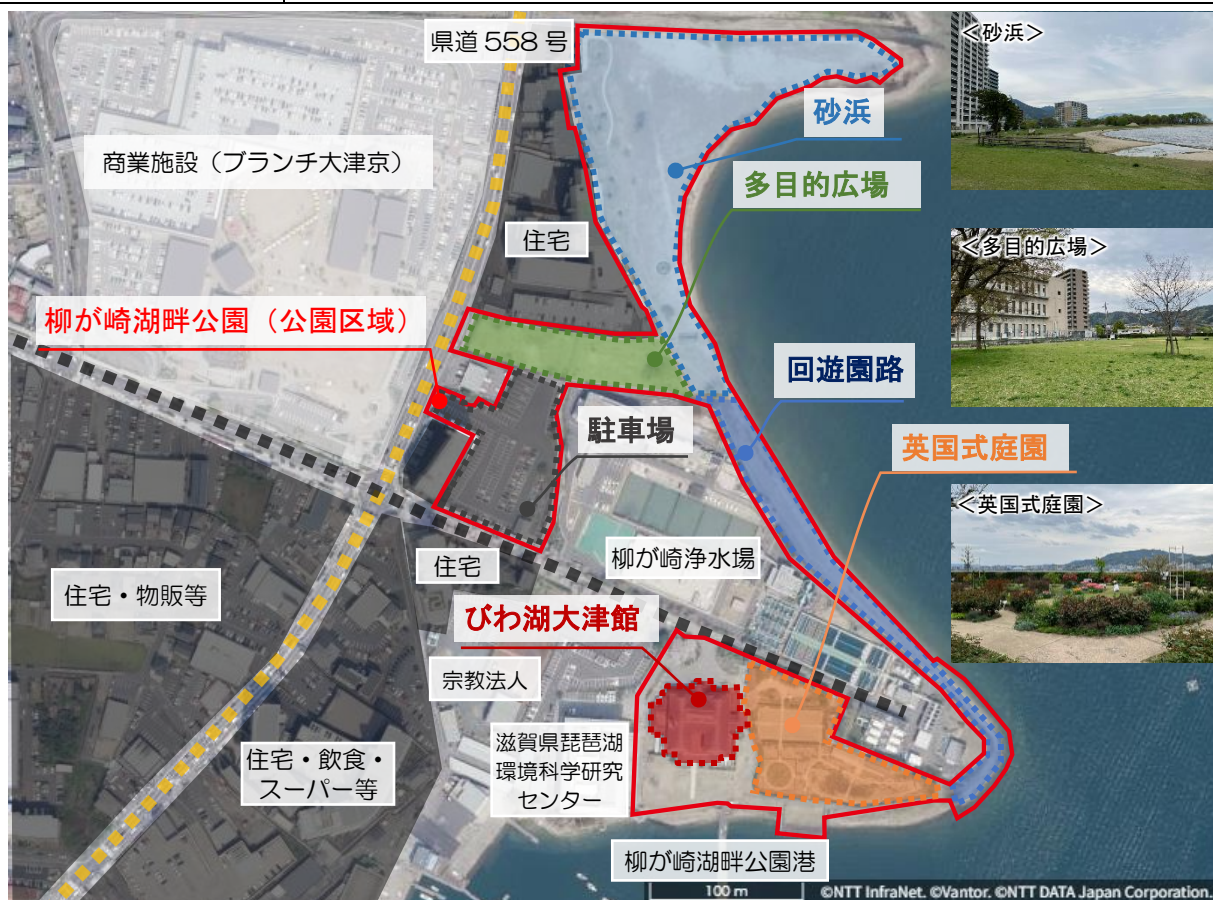 県道 558 号
＜砂浜＞
砂浜
商業施設（ブランチ大津京）
多目的広場
住宅
＜多目的広場＞
柳が崎湖畔公園（公園区域）
回遊園路
駐車場
英国式庭園
＜英国式庭園＞
柳が崎浄水場
住宅
住宅・物販等
びわ湖大津館
宗教法人
滋賀県琵琶湖
環境科学研究
センター
住宅・飲食・
スーパー等
柳が崎湖畔公園港
100 m
©NTT InfraNet. ©Vantor. ©NTT DATA Japan Corporation.